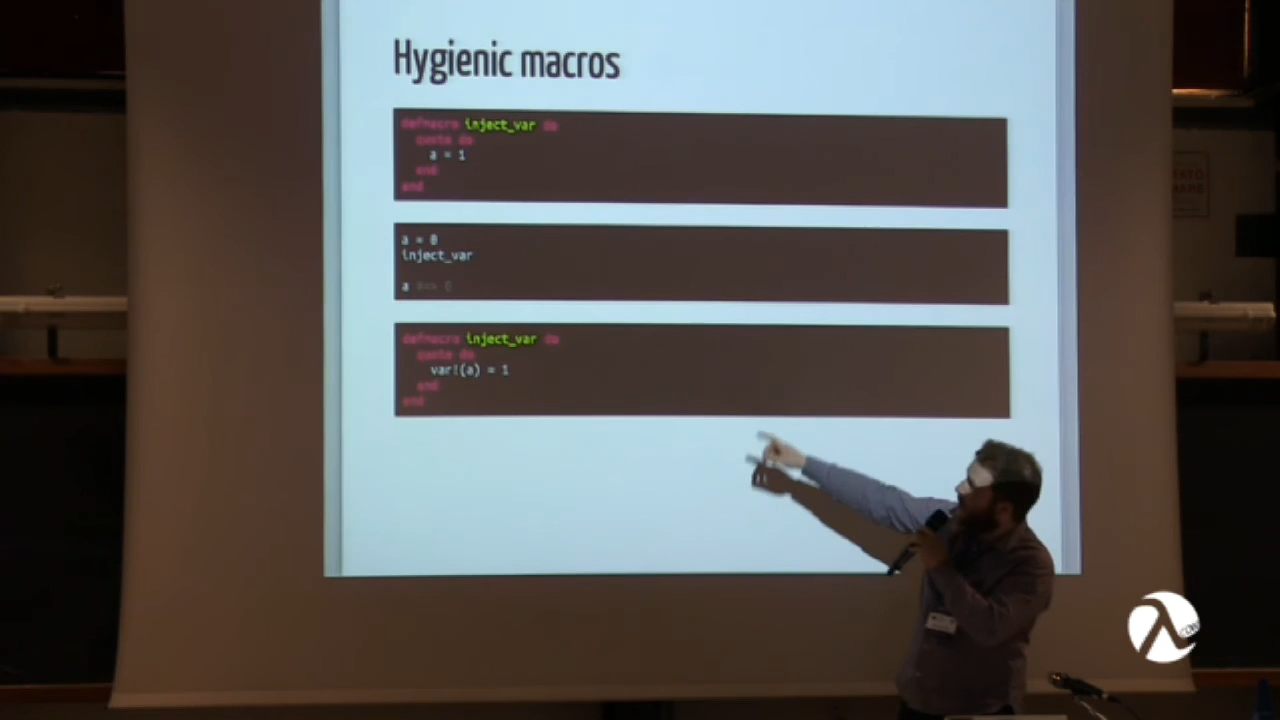 Hygienic macros
defmacro inject_var do
quote do
a = 1
end
end
a = 0
inject_var
a #=> 0
defmacro inject_var do
quote do
var!(a) = 1
end
end